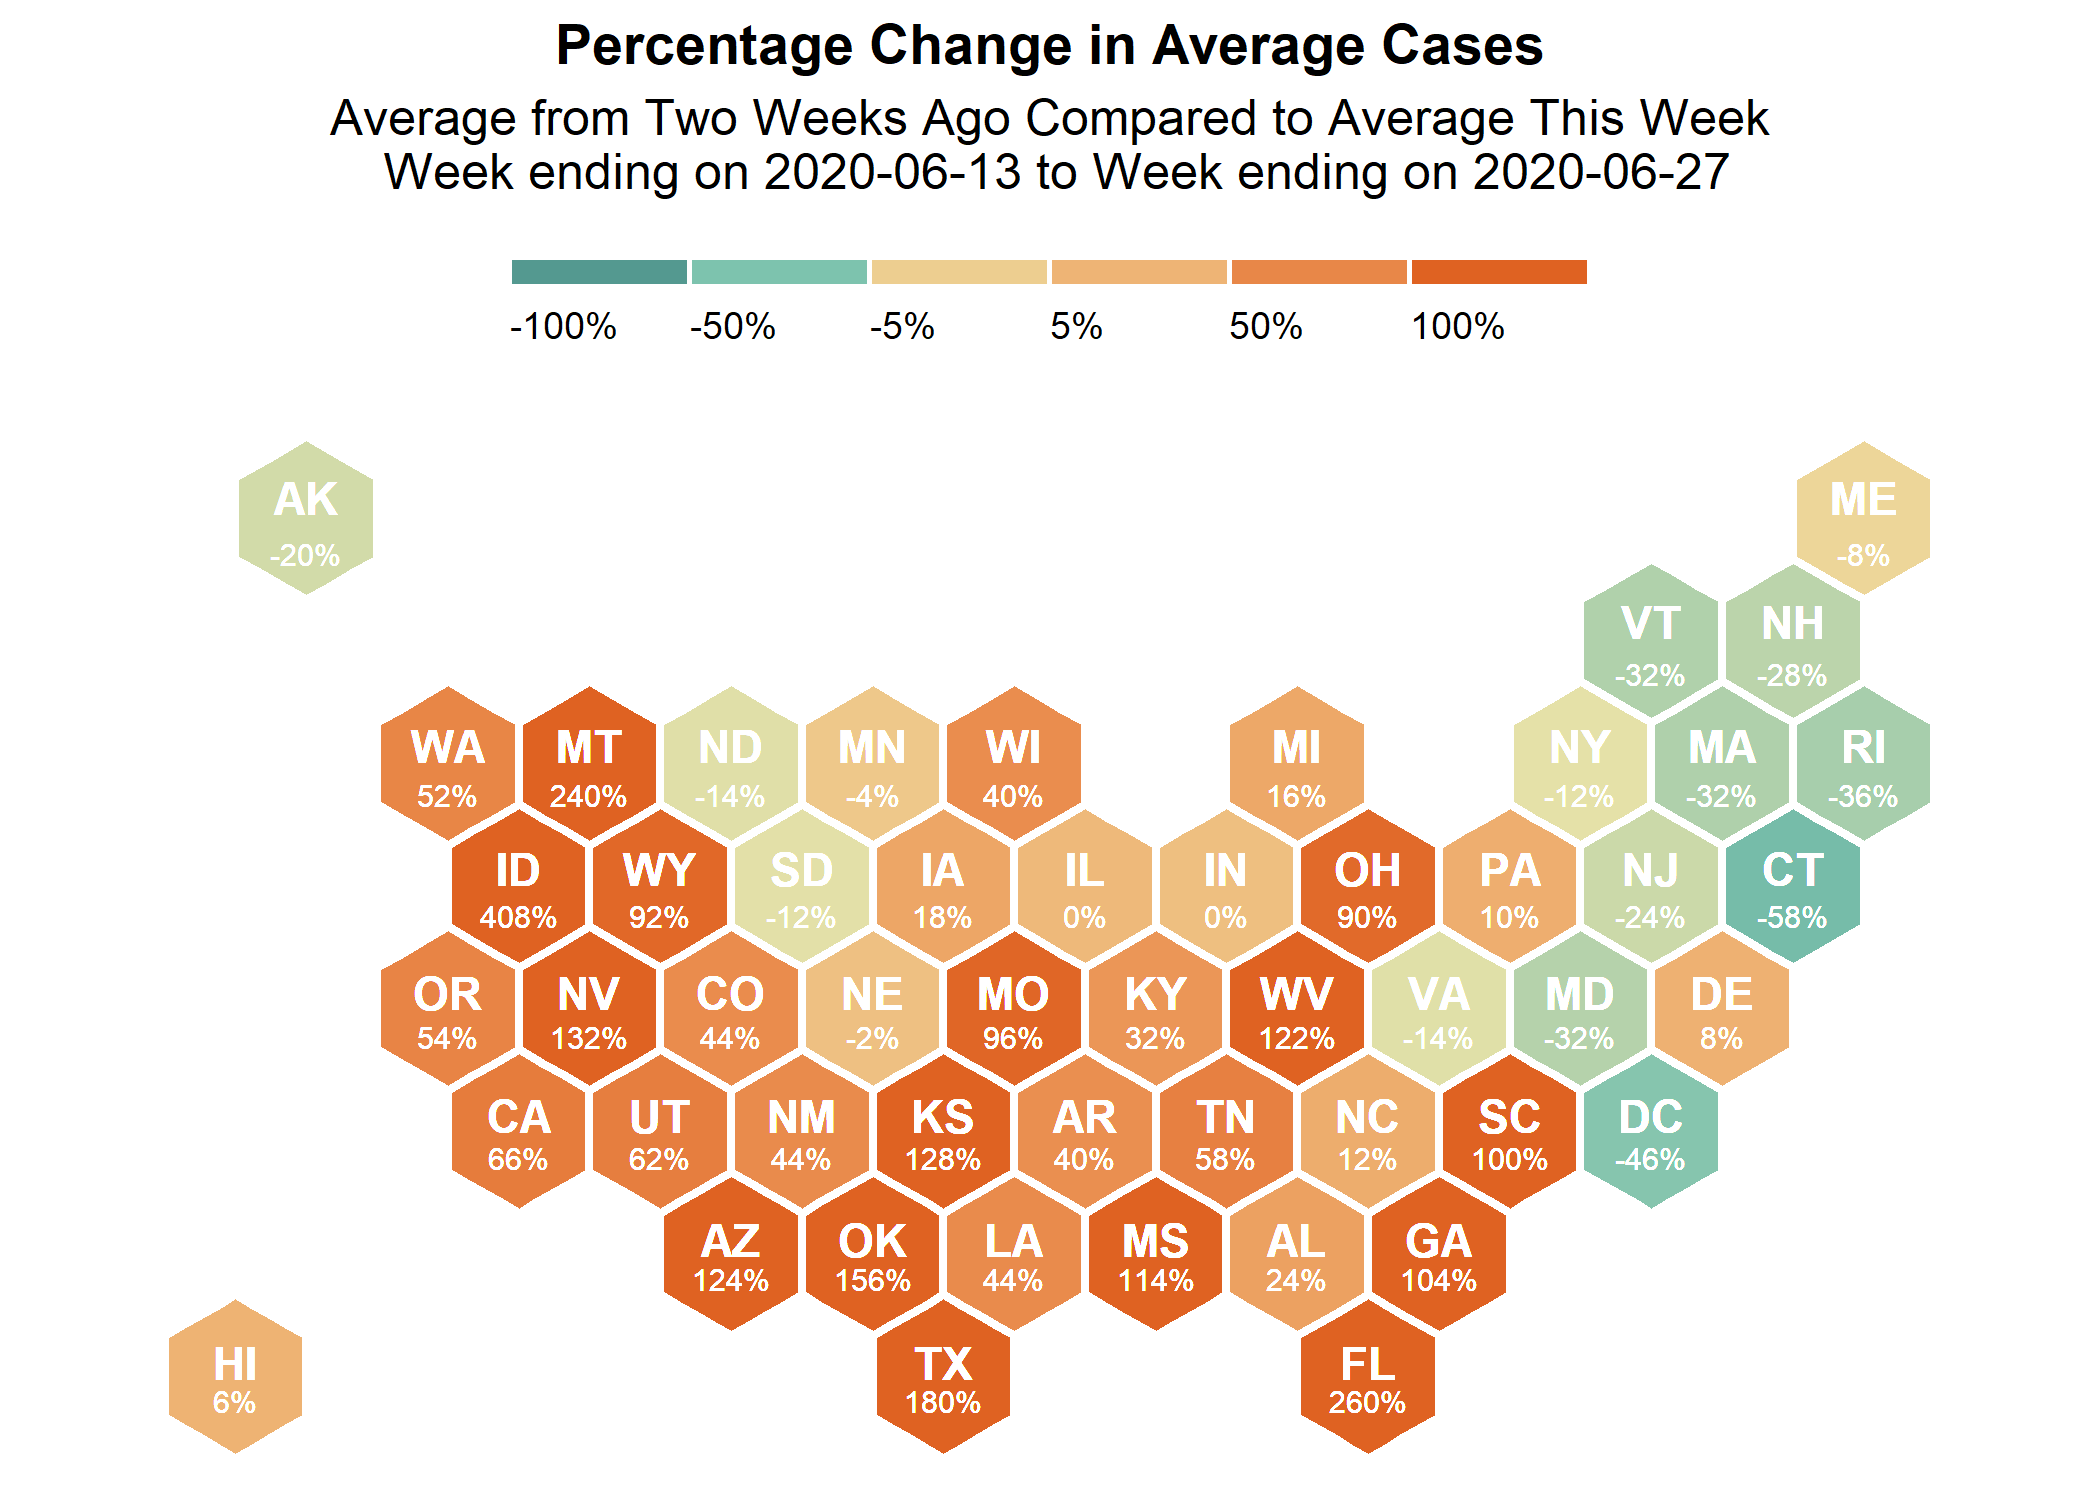 Percentage Change in Average Cases
Average from Two Weeks Ago Compared to Average This Week
Week ending on 2020-06-13 to Week ending on 2020-06-27
-100% -50% -5% 5% 50% 100%
AK ME
-20% -8%
VT NH
-32% -28%
WA MT ND MN WI MI NY MA RI
52% 240% -14% -4% 40% 16% -12% -32% -36%
ID WY SD IA IL IN OH PA NJ CT
408% 92% -12% 18% 0% 0% 90% 10% -24% -58%
OR NV CO NE MO KY WV VA MD DE
54% 132% 44% -2% 96% 32% 122% -14% -32% 8%
CA UT NM KS AR TN NC SC DC
66% 62% 44% 128% 40% 58% 12% 100% -46%
AZ OK LA MS AL GA
124% 156% 44% 114% 24% 104%
HI TX FL
6% 180% 260%